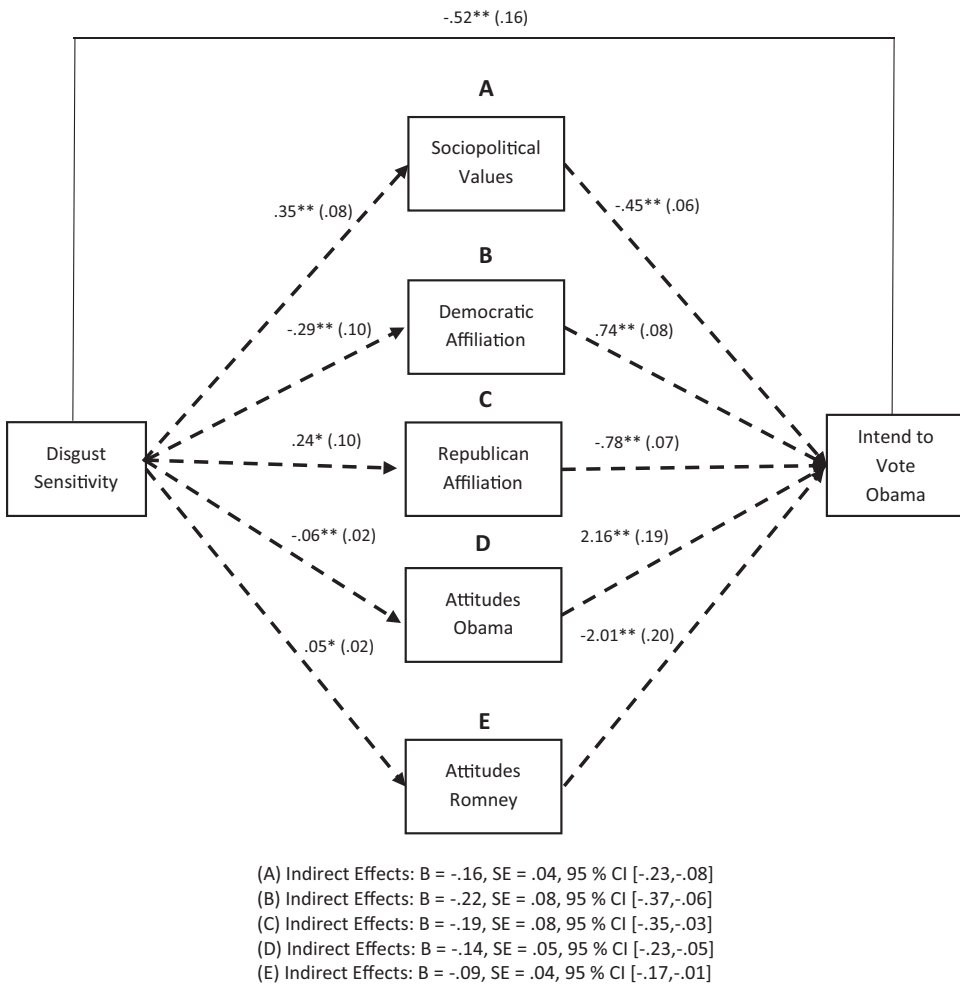 -.52** (.16)
A
Sociopolitical
Values
.35** (.08)
-.45** (.06)
B
Democratic
Affiliation
-.29** (.10)
.74** (.08)
C
Disgust
Sensitivity
.24* (.10)
Republican
Affiliation
-.78** (.07)
Intend to
Vote
Obama
-.06** (.02)
D
2.16** (.19)
Attitudes
Obama
.05* (.02)
-2.01** (.20)
E
Attitudes
Romney
(A) Indirect Effects: B = -.16, SE = .04, 95 % CI [-.23,-.08]
(B) Indirect Effects: B = -.22, SE = .08, 95 % CI [-.37,-.06]
(C) Indirect Effects: B = -.19, SE = .08, 95 % CI [-.35,-.03]
(D) Indirect Effects: B = -.14, SE = .05, 95 % CI [-.23,-.05]
(E) Indirect Effects: B = -.09, SE = .04, 95 % CI [-.17,-.01]